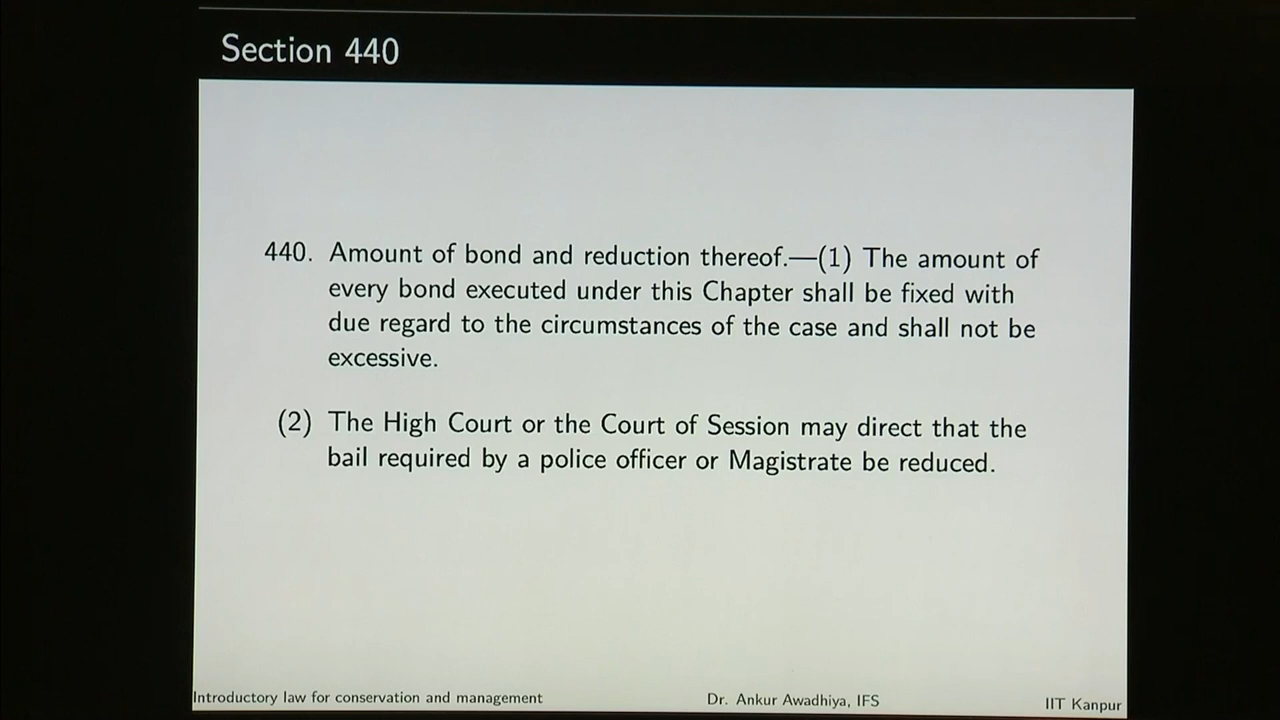 Section 440
440. Amount of bond and reduction thereof.—(1) The amount of
every bond executed under this Chapter shall be fixed with
due regard to the circumstances of the case and shall not be
excessive.
(2) The High Court or the Court of Session may direct that the
bail required by a police officer or Magistrate be reduced.
Introductory law for conservation and management Dr. Ankur Awadhiya, IFS IIT Kanpur